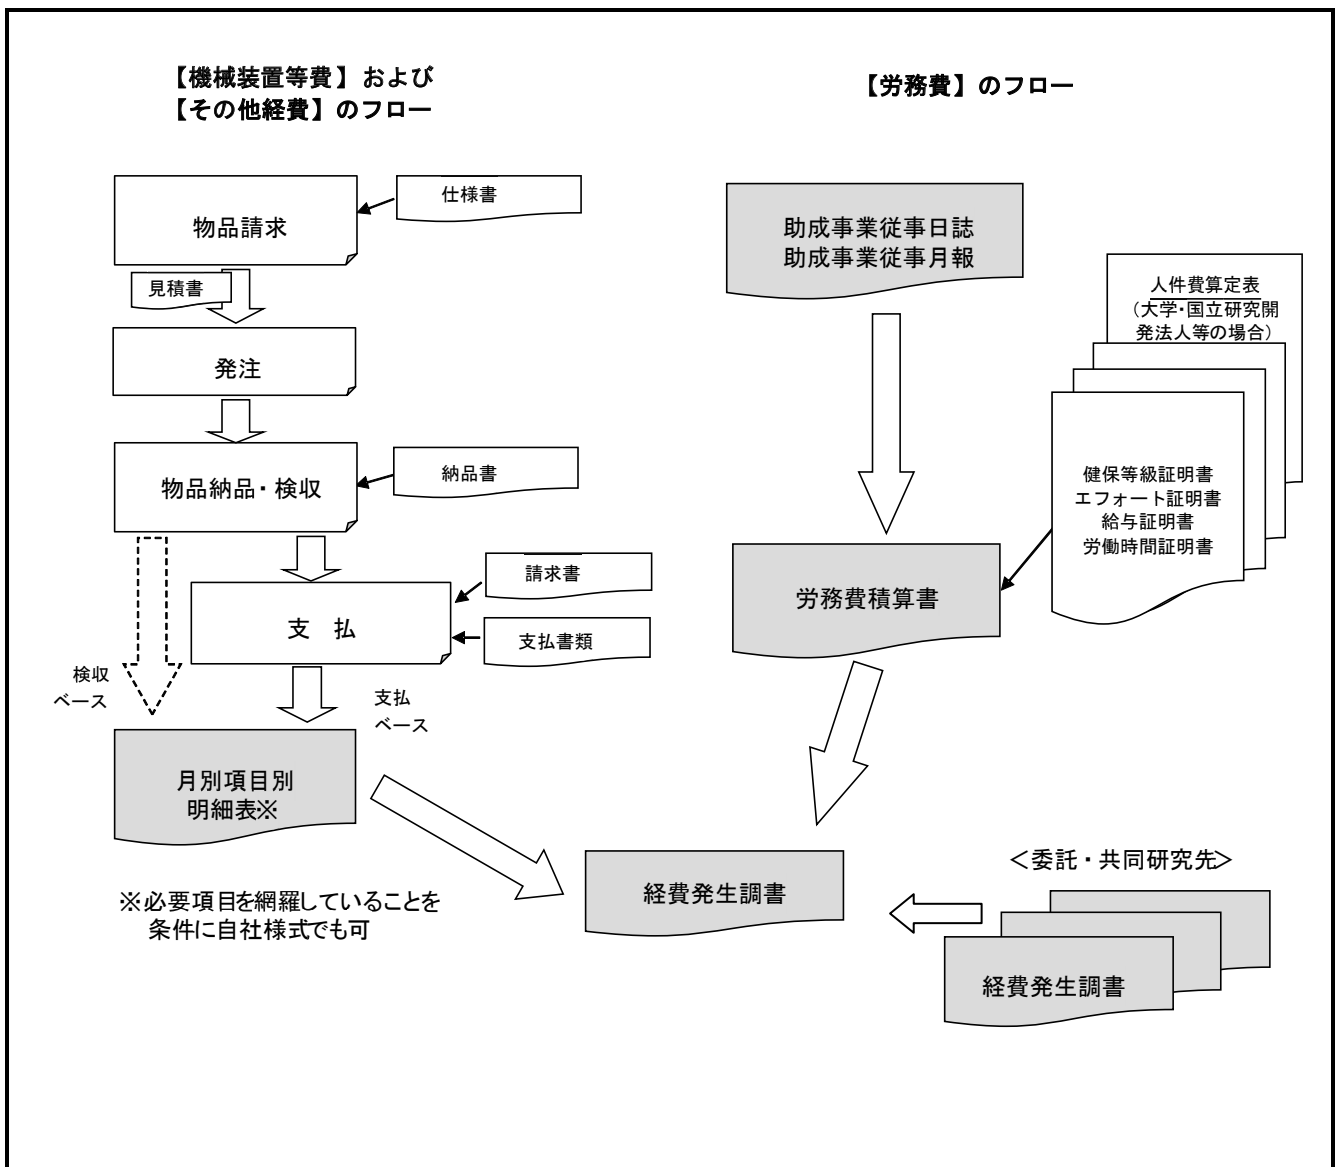 【機械装置等費】および
【その他経費】のフロー
物品請求
仕様書
見積書
発注
物品納品・検収
納品書
請求書
支 払
支払書類
検収
ベース
支払
ベース
月別項目別
明細表※
※必要項目を網羅していることを
条件に自社様式でも可
【労務費】のフロー
助成事業従事日誌
助成事業従事月報
人件費算定表
(大学・国立研究開
発法人等の場合)
健保等級証明書
エフォート証明書
給与証明書
労働時間証明書
労務費積算書
経費発生調書
＜委託・共同研究先＞
経費発生調書